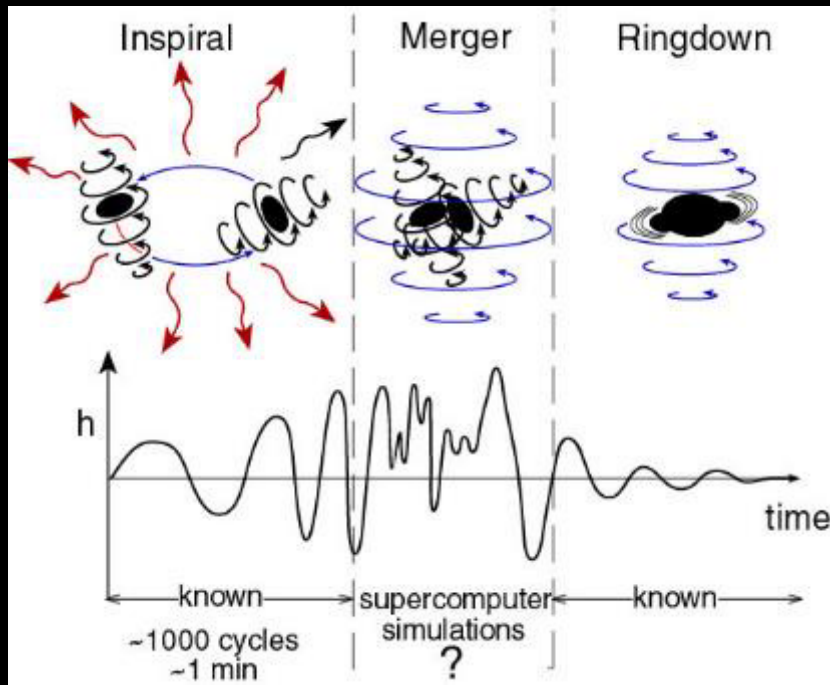 Inspiral
Merger
Ringdown
h
time
known
supercomputer
simulations
?
known
~1000 cycles
~1 min